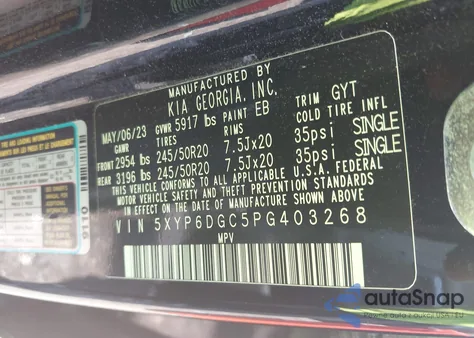 MANUFACTURED BY
KIA GEORGIA, INC.
MAY/06/23 GVWR 5917 lbs PAINT EB TRIM GYT
GAWR TIRES RIMS COLD TIRE INFL
FRONT 2954 lbs 245/50R20 7.5Jx20 35psi SINGLE
REAR 3196 lbs 245/50R20 7.5Jx20 35psi SINGLE
THIS VEHICLE CONFORMS TO ALL APPLICABLE U.S.A. FEDERAL
MOTOR VEHICLE SAFETY AND THEFT PREVENTION STANDARDS
IN EFFECT ON THE DATE OF MANUFACTURE SHOWN ABOVE.
VIN 5XYP6DGC5PG403268
MPV
9110
autaSnap